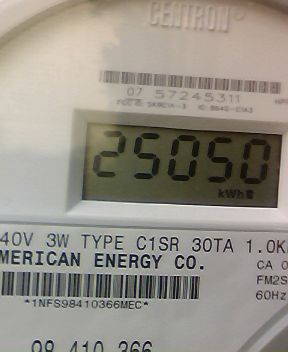 CENTRON®
07 57245311
25050
kWh
40V 3W TYPE C1SR 30TA 1.0K
MERICAN ENERGY CO.
CA 0
FM2S
60Hz
*1NFS98410366MEC*
98 410 366